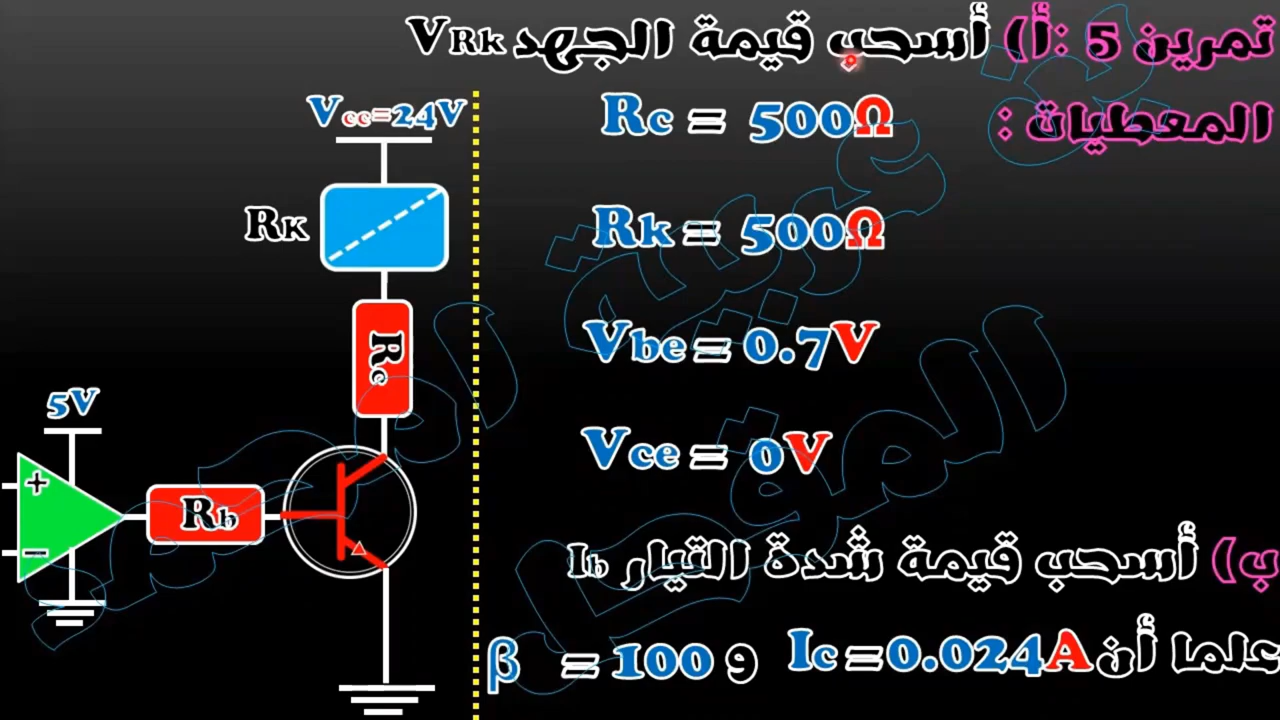 تمرين 5 :أ) أسحب قيمة الجهد VRk
المعطيات :
Rc = 500Ω
Rk = 500Ω
Vbe = 0.7V
Vce = 0V
ب) أسحب قيمة شدة التيار Ib
علما أن Ic=0.024A و β = 100
Vcc=24V
RK
Rc
5V
+
Rb
−